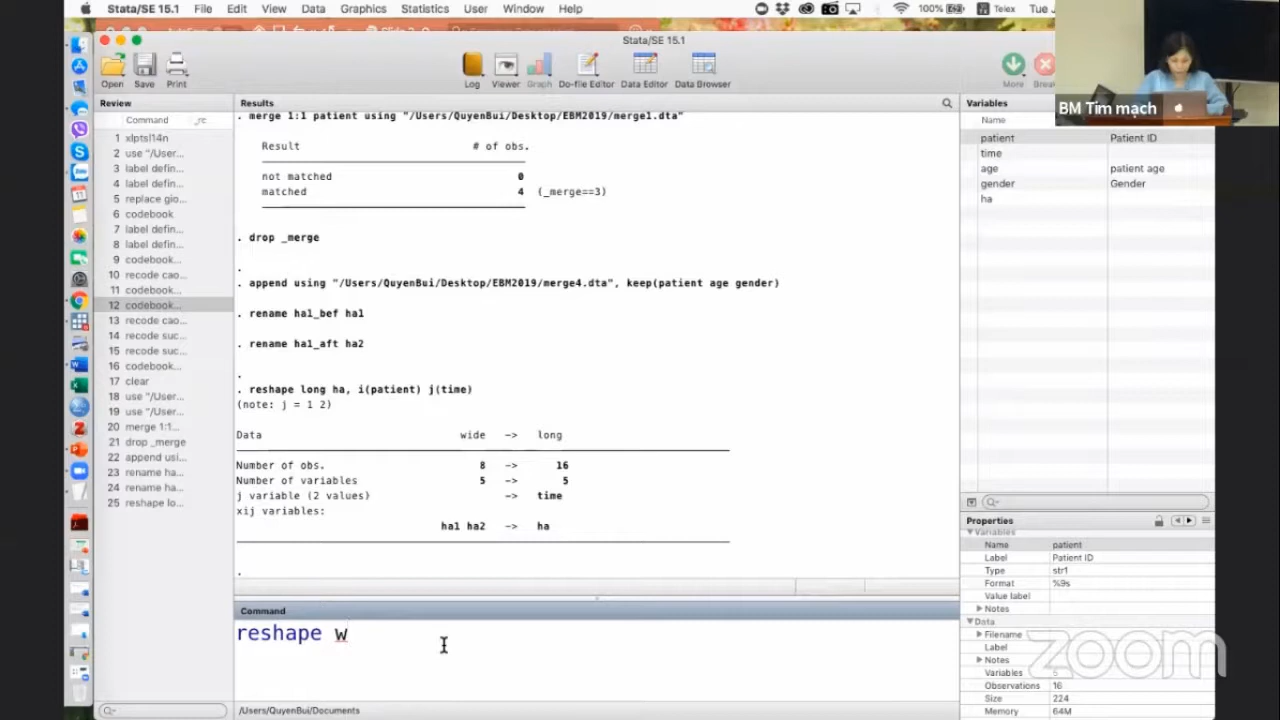 Stata/SE 15.1 File Edit View Data Graphics Statistics User Window Help 100% Telex Tue
Stata/SE 15.1
Open Save Print Log Viewer Graph Do-file Editor Data Editor Data Browser More Break
BM Tim mạch
Review
Command _rc
1 xlptsl14n
2 use "/User...
3 label defin...
4 label defin...
5 replace gio...
6 codebook
7 label defin...
8 label defin...
9 codebook...
10 recode cao...
11 codebook...
12 codebook...
13 recode cao...
14 recode suc...
15 recode suc...
16 codebook...
17 clear
18 use "/User...
19 use "/User...
20 merge 1:1...
21 drop _merge
22 append usi...
23 rename ha...
24 rename ha...
25 reshape lo...
Results
. merge 1:1 patient using "/Users/QuyenBui/Desktop/EBM2019/merge1.dta"
Result # of obs.
not matched 0
matched 4 (_merge==3)
. drop _merge
.
. append using "/Users/QuyenBui/Desktop/EBM2019/merge4.dta", keep(patient age gender)
. rename ha1_bef ha1
. rename ha1_aft ha2
.
. reshape long ha, i(patient) j(time)
(note: j = 1 2)
Data wide -> long
Number of obs. 8 -> 16
Number of variables 5 -> 5
j variable (2 values) -> time
xij variables:
ha1 ha2 -> ha
.
Command
reshape w
/Users/QuyenBui/Documents
Variables
Name
patient Patient ID
time
age patient age
gender Gender
ha
Properties
Variables
Name patient
Label Patient ID
Type str1
Format %9s
Value label
Notes
Data
Filename
Label
Notes
Variables 5
Observations 16
Size 224
Memory 64M
zoom